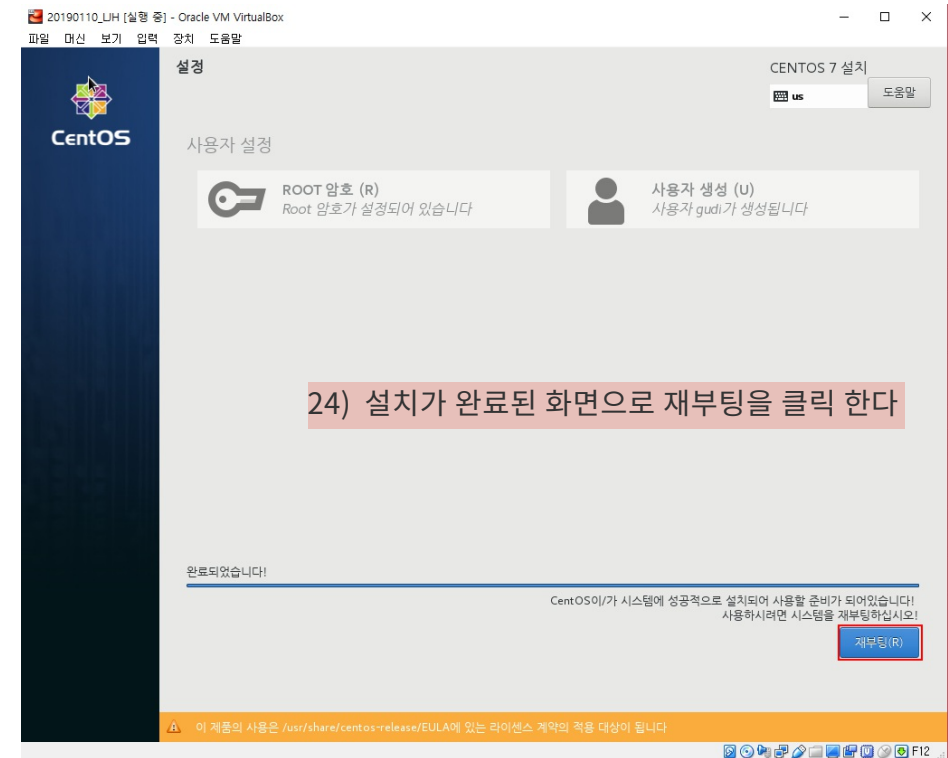 20190110_LJH [실행 중] - Oracle VM VirtualBox
파일 머신 보기 입력 장치 도움말
설정
CENTOS 7 설치
us
도움말
CentOS
사용자 설정
ROOT 암호 (R)
Root 암호가 설정되어 있습니다
사용자 생성 (U)
사용자 gudi가 생성됩니다
24) 설치가 완료된 화면으로 재부팅을 클릭 한다
완료되었습니다!
CentOS이/가 시스템에 성공적으로 설치되어 사용할 준비가 되어있습니다!
사용하시려면 시스템을 재부팅하십시오!
재부팅(R)
이 제품의 사용은 /usr/share/centos-release/EULA에 있는 라이센스 계약의 적용 대상이 됩니다
F12